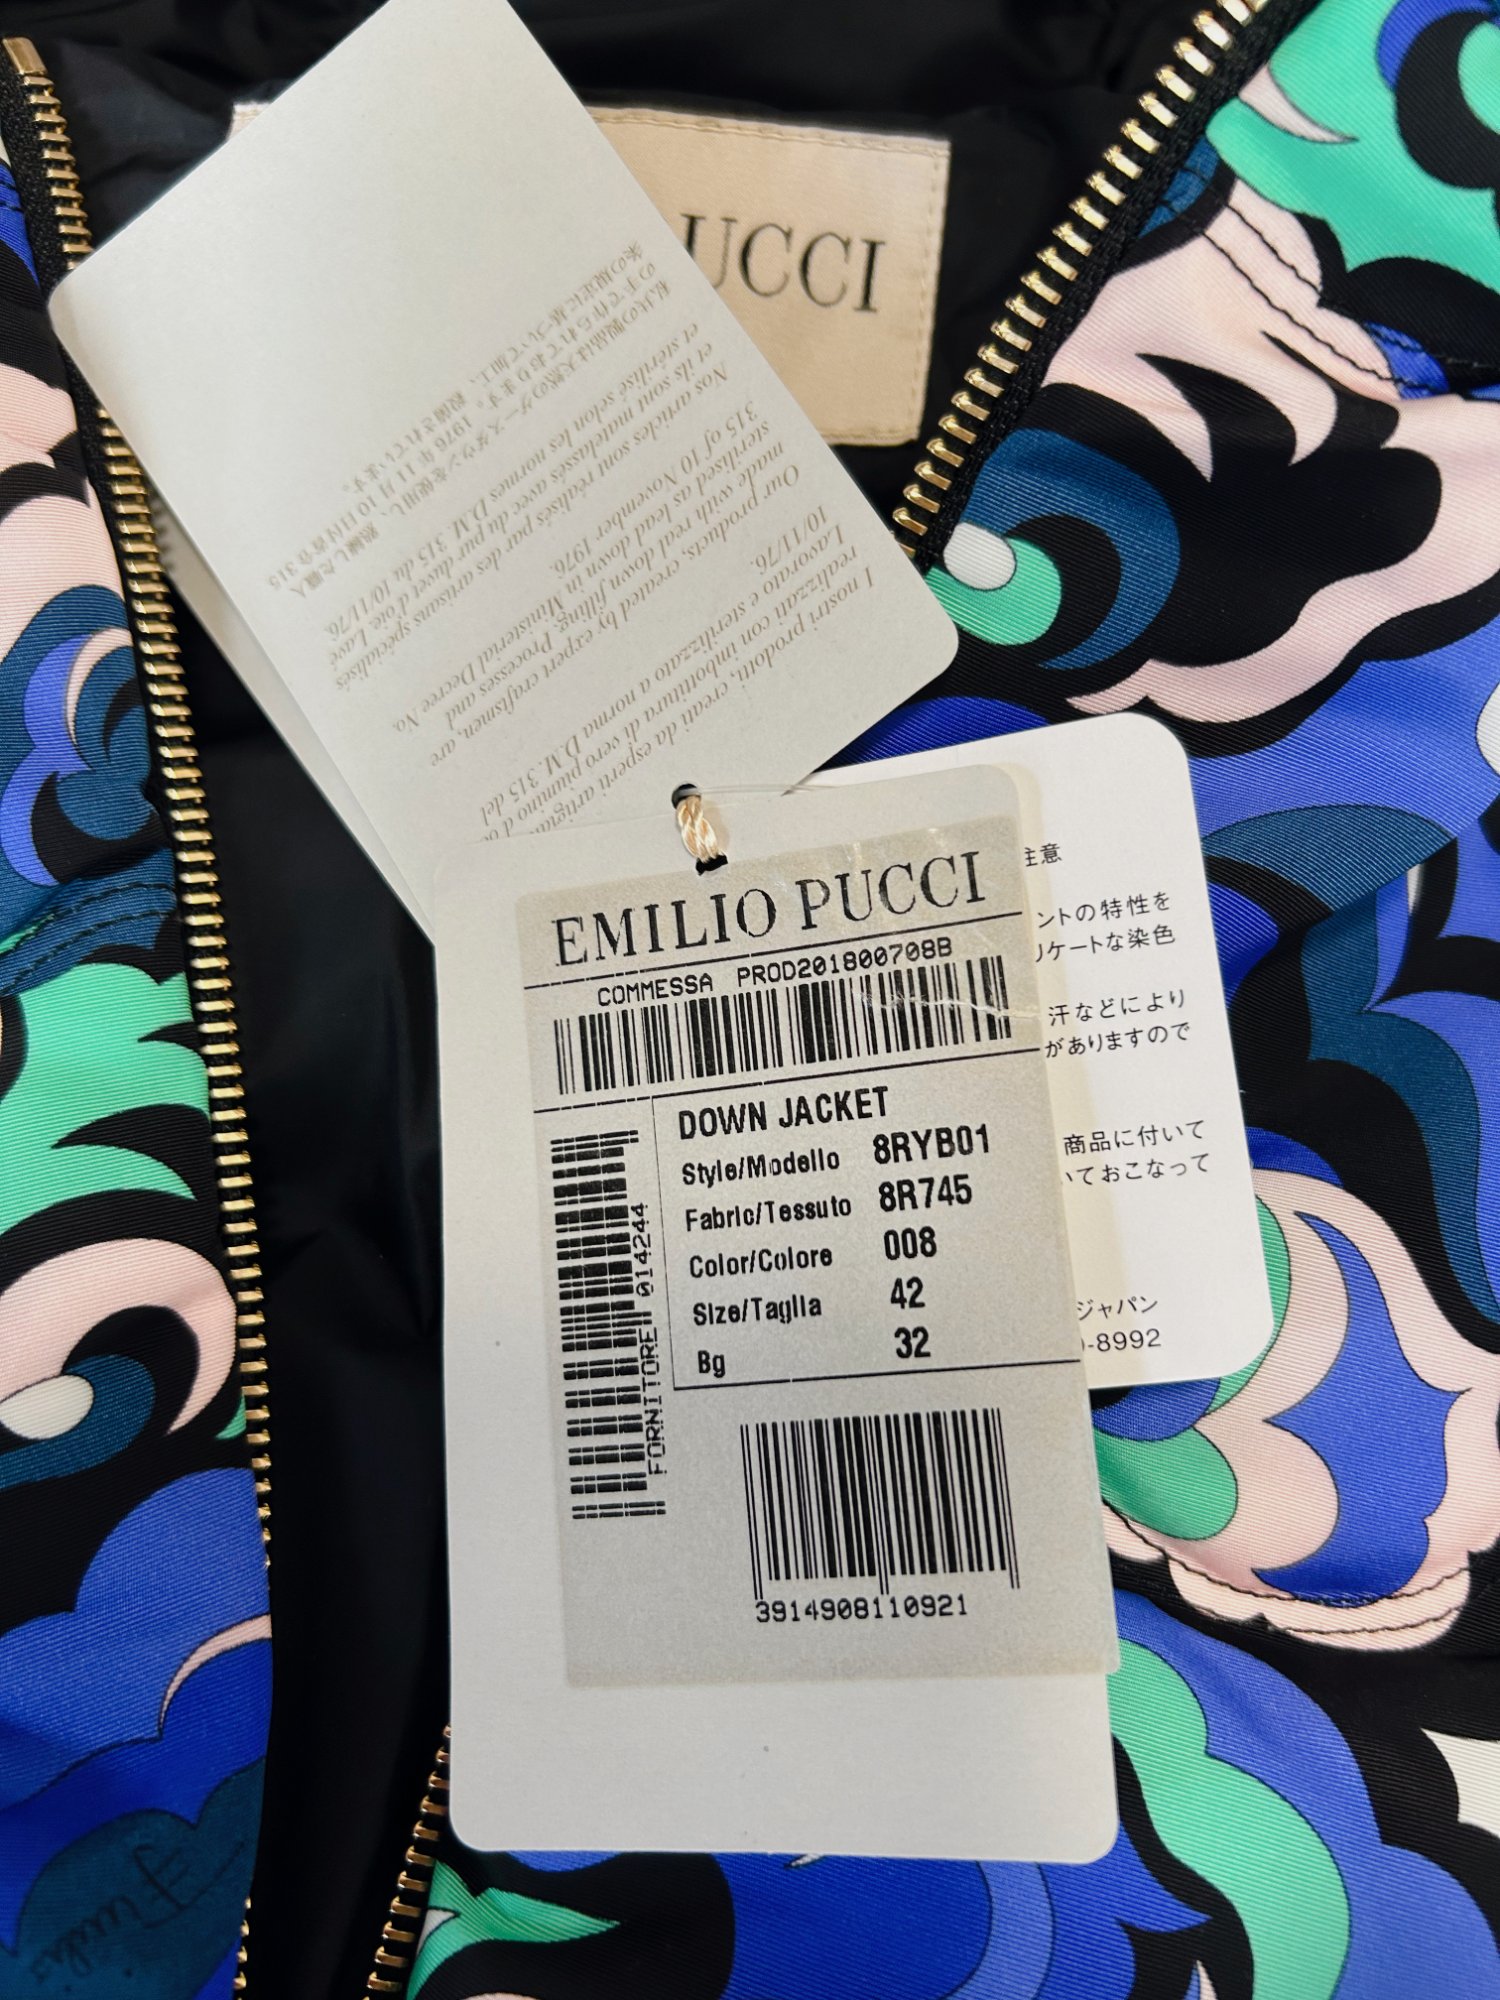 UCCI
I nostri prodotti, creati da esperti
realizzati con imbottitura di vero piumino
Lavorato e sterilizzato a norma D.M. 315 del
10/11/76.
Our products, created by expert craftsmen, are
made with real down filling. Processes and
sterilised as lead down in Ministerial Decree No.
315 of 10 November 1976.
Nos articles sont réalisés par des artisans spécialisés
et ils sont matelassés avec du pur duvet d'oie. Lavé
et stérilisé selon les normes D.M. 315 du 10/11/76.
EMILIO PUCCI
COMMESSA PROD201800708B
DOWN JACKET
Style/Modello 8RYB01
Fabric/Tessuto 8R745
Color/Colore 008
Size/Taglia 42
Bg 32
FORNITORE 014244
3914908110921
注意
ントの特性を
リケートな染色
汗などにより
がありますので
商品に付いて
いておこなって
ジャパン
0-8992
Emilio